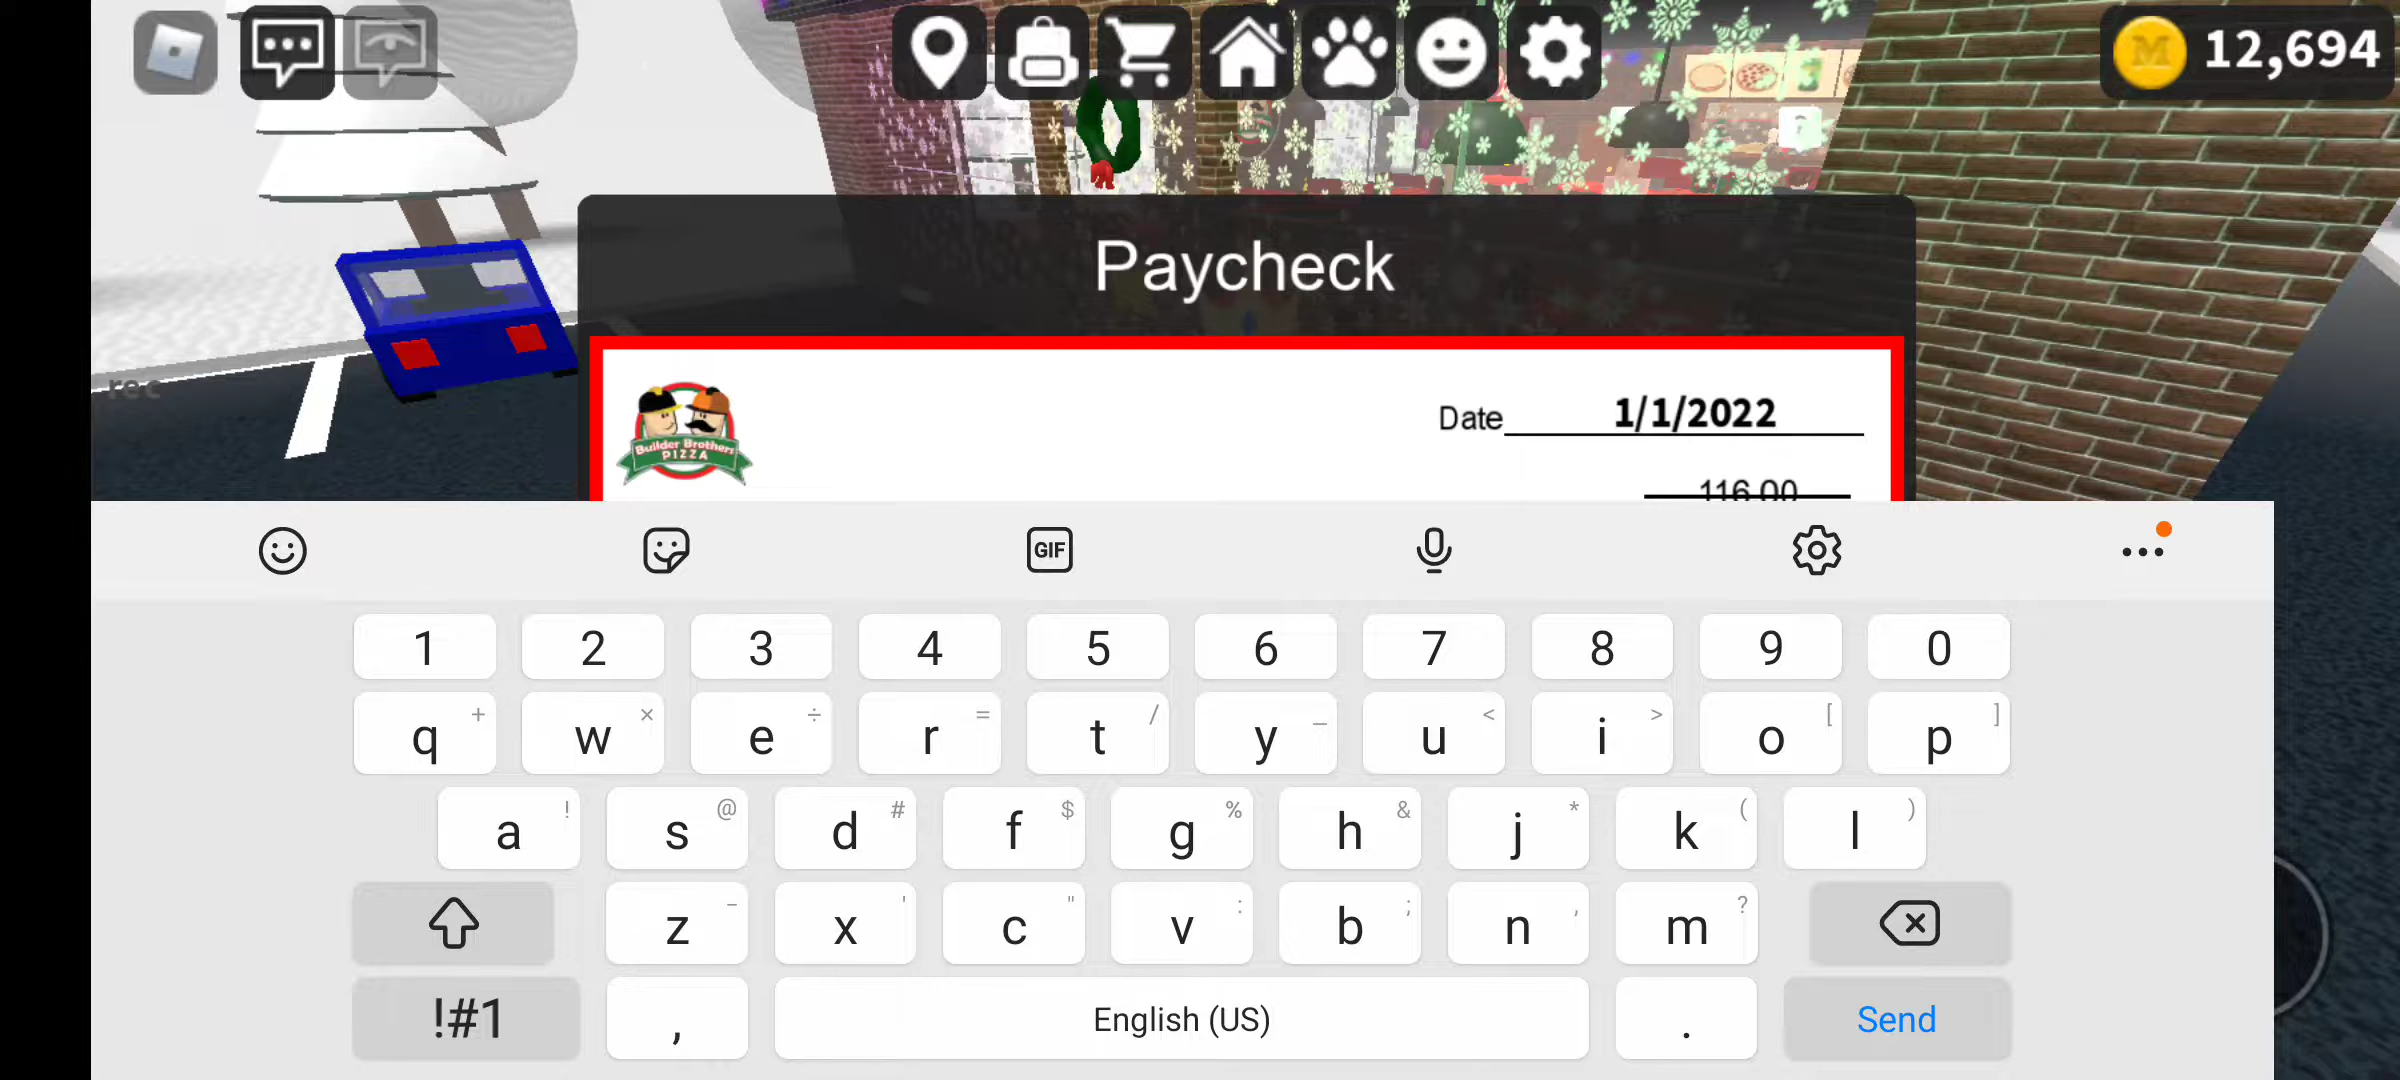 12,694
Paycheck
rec
Builder Brothers
PIZZA
Date 1/1/2022
116.00
GIF
1 2 3 4 5 6 7 8 9 0
q + w × e ÷ r = t / y _ u < i > o [ p ]
a ! s @ d # f $ g % h & j * k ( l )
z - x ' c " v : b ; n , m ?
!#1 , English (US) . Send